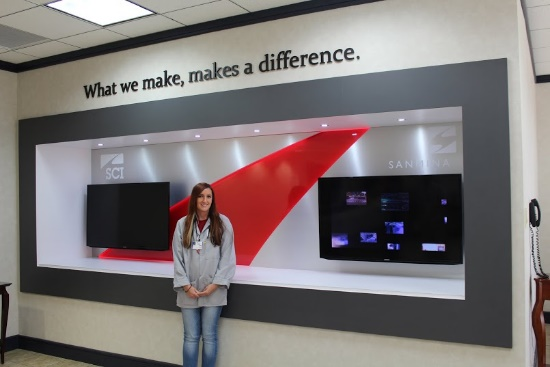 What we make, makes a difference.
SCI
SANMINA